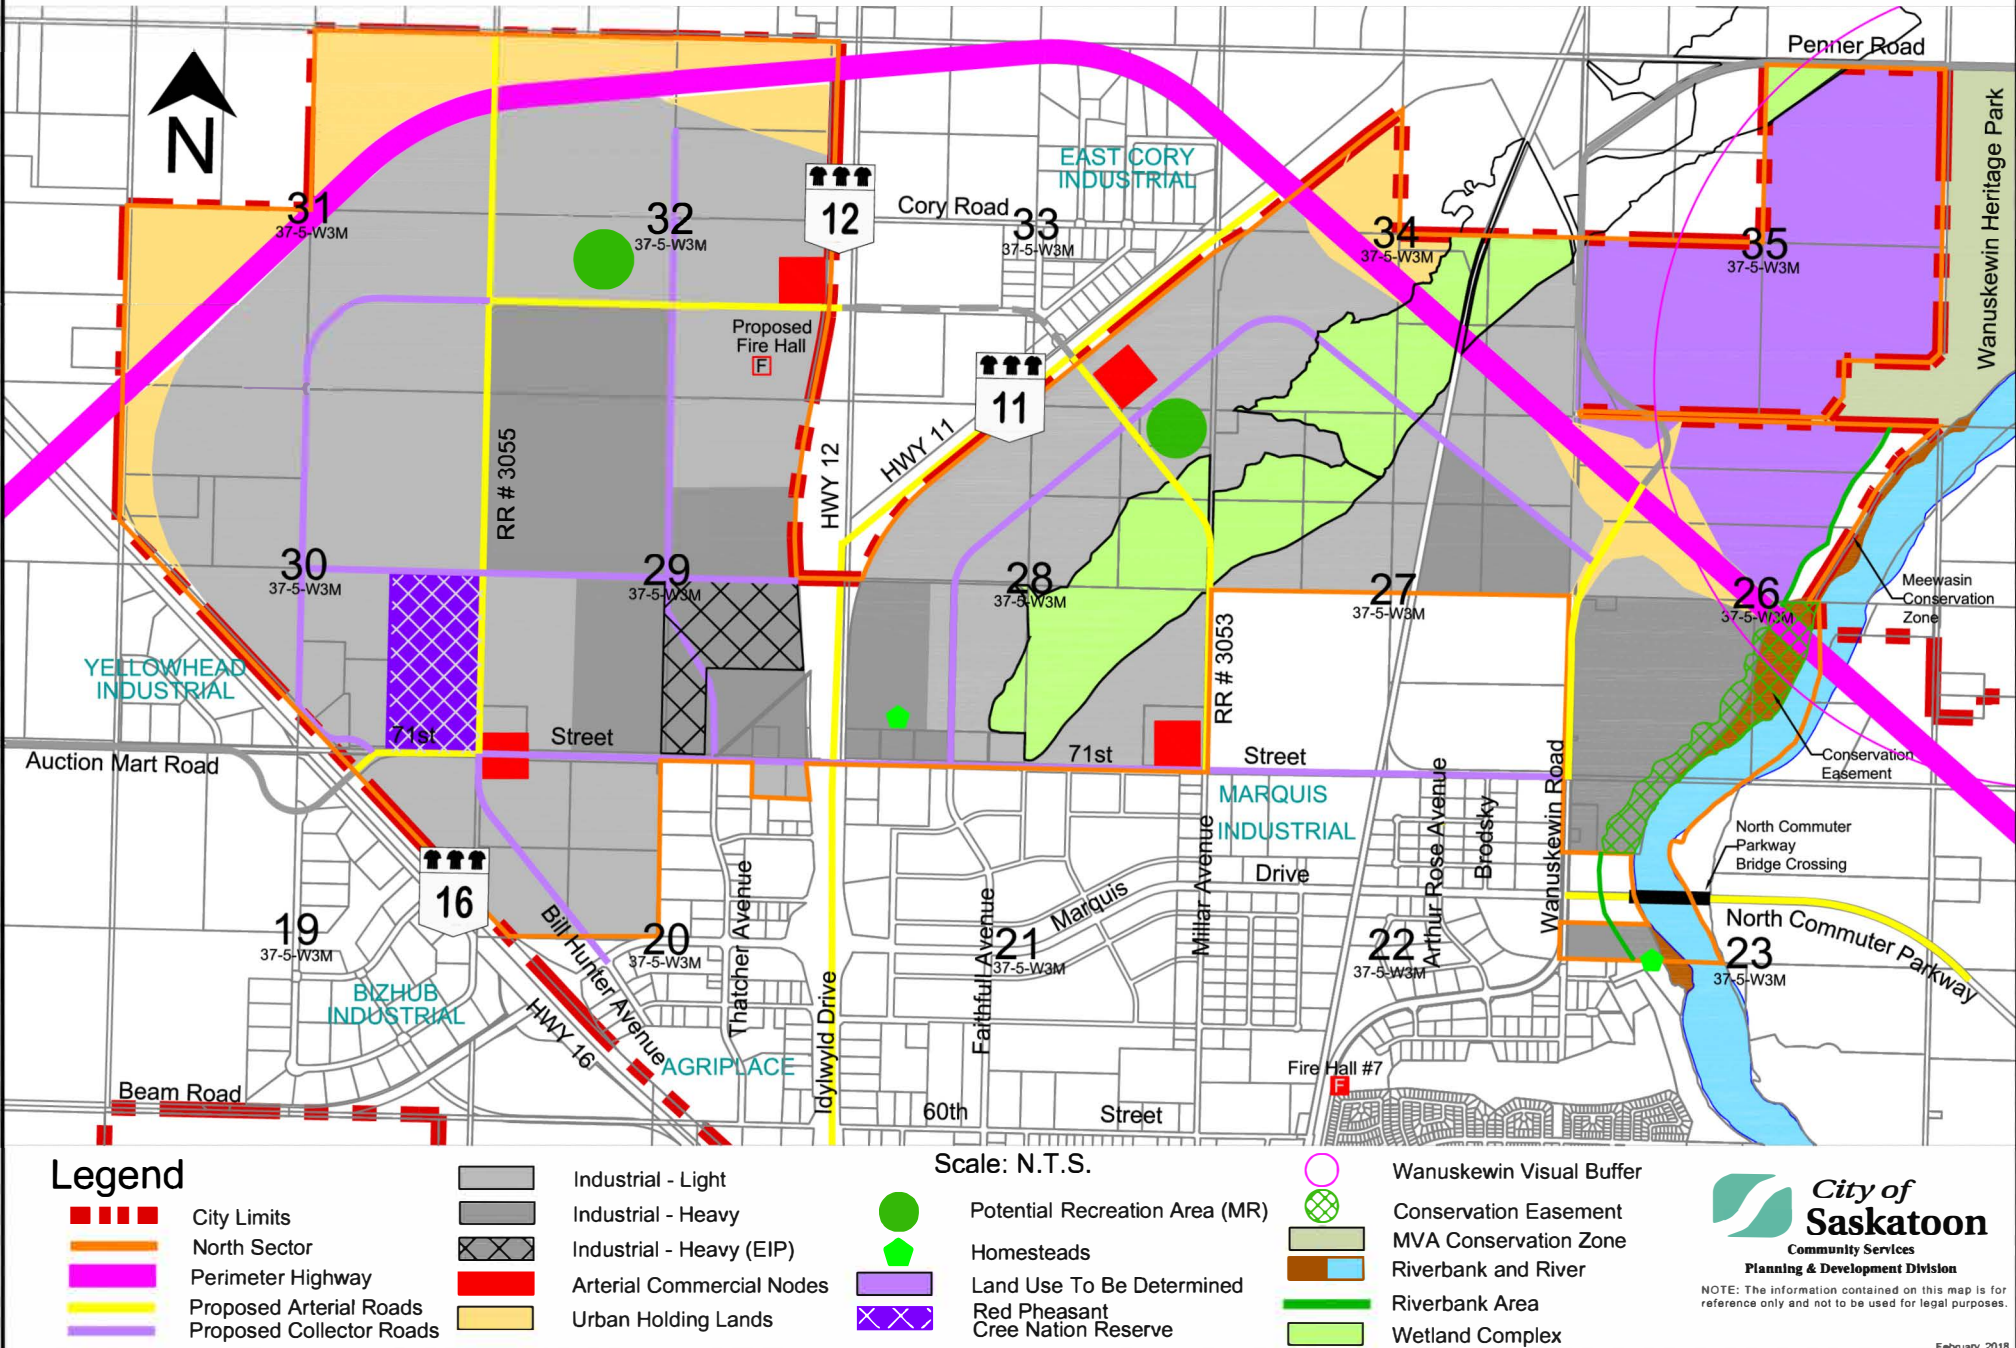 Penner Road
N
Wanuskewin Heritage Park
EAST CORY
INDUSTRIAL
31
37-5-W3M
32
37-5-W3M
12
Cory Road
33
37-5-W3M
34
37-5-W3M
35
37-5-W3M
Proposed
Fire Hall
F
11
HWY 11
HWY 12
RR # 3055
30
37-5-W3M
29
37-5-W3M
28
37-5-W3M
27
37-5-W3M
26
37-5-W3M
Meewasin
Conservation
Zone
RR # 3053
YELLOWHEAD
INDUSTRIAL
71st
Street
71st
Street
Auction Mart Road
Conservation
Easement
MARQUIS
INDUSTRIAL
North Commuter
Parkway
Bridge Crossing
16
Drive
Marquis
Thatcher Avenue
Idylwyld Drive
Faithfull Avenue
Millar Avenue
Arthur Rose Avenue
Brodsky
Wanuskewin Road
North Commuter Parkway
19
37-5-W3M
20
37-5-W3M
21
37-5-W3M
22
37-5-W3M
23
37-5-W3M
Bill Hunter Avenue
HWY 16
BIZHUB
INDUSTRIAL
AGRIPLACE
Fire Hall #7
F
Beam Road
60th
Street
Legend
City Limits
North Sector
Perimeter Highway
Proposed Arterial Roads
Proposed Collector Roads
Industrial - Light
Industrial - Heavy
Industrial - Heavy (EIP)
Arterial Commercial Nodes
Urban Holding Lands
Scale: N.T.S.
Potential Recreation Area (MR)
Homesteads
Land Use To Be Determined
Red Pheasant
Cree Nation Reserve
Wanuskewin Visual Buffer
Conservation Easement
MVA Conservation Zone
Riverbank and River
Riverbank Area
Wetland Complex
City of
Saskatoon
Community Services
Planning & Development Division
NOTE: The information contained on this map is for
reference only and not to be used for legal purposes.
February, 2018